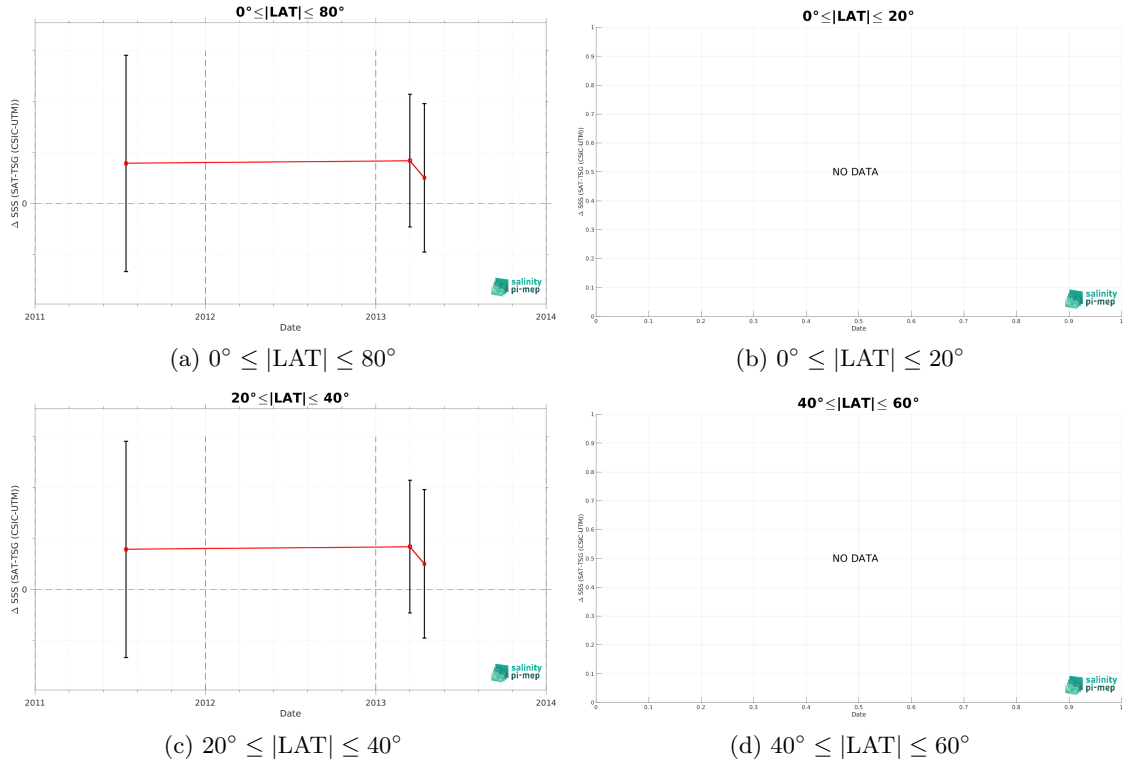 0°≤|LAT|≤ 80°
Δ SSS (SAT-TSG (CSIC-UTM))
0
2011 2012 2013 2014
Date
salinity
pi-mep
(a) 0° ≤ |LAT| ≤ 80°
0°≤|LAT|≤ 20°
Δ SSS (SAT-TSG (CSIC-UTM))
1
0.9
0.8
0.7
0.6
0.5
0.4
0.3
0.2
0.1
0
NO DATA
0 0.1 0.2 0.3 0.4 0.5 0.6 0.7 0.8 0.9 1
Date
salinity
pi-mep
(b) 0° ≤ |LAT| ≤ 20°
20°≤|LAT|≤ 40°
Δ SSS (SAT-TSG (CSIC-UTM))
0
2011 2012 2013 2014
Date
salinity
pi-mep
(c) 20° ≤ |LAT| ≤ 40°
40°≤|LAT|≤ 60°
Δ SSS (SAT-TSG (CSIC-UTM))
1
0.9
0.8
0.7
0.6
0.5
0.4
0.3
0.2
0.1
0
NO DATA
0 0.1 0.2 0.3 0.4 0.5 0.6 0.7 0.8 0.9 1
Date
salinity
pi-mep
(d) 40° ≤ |LAT| ≤ 60°